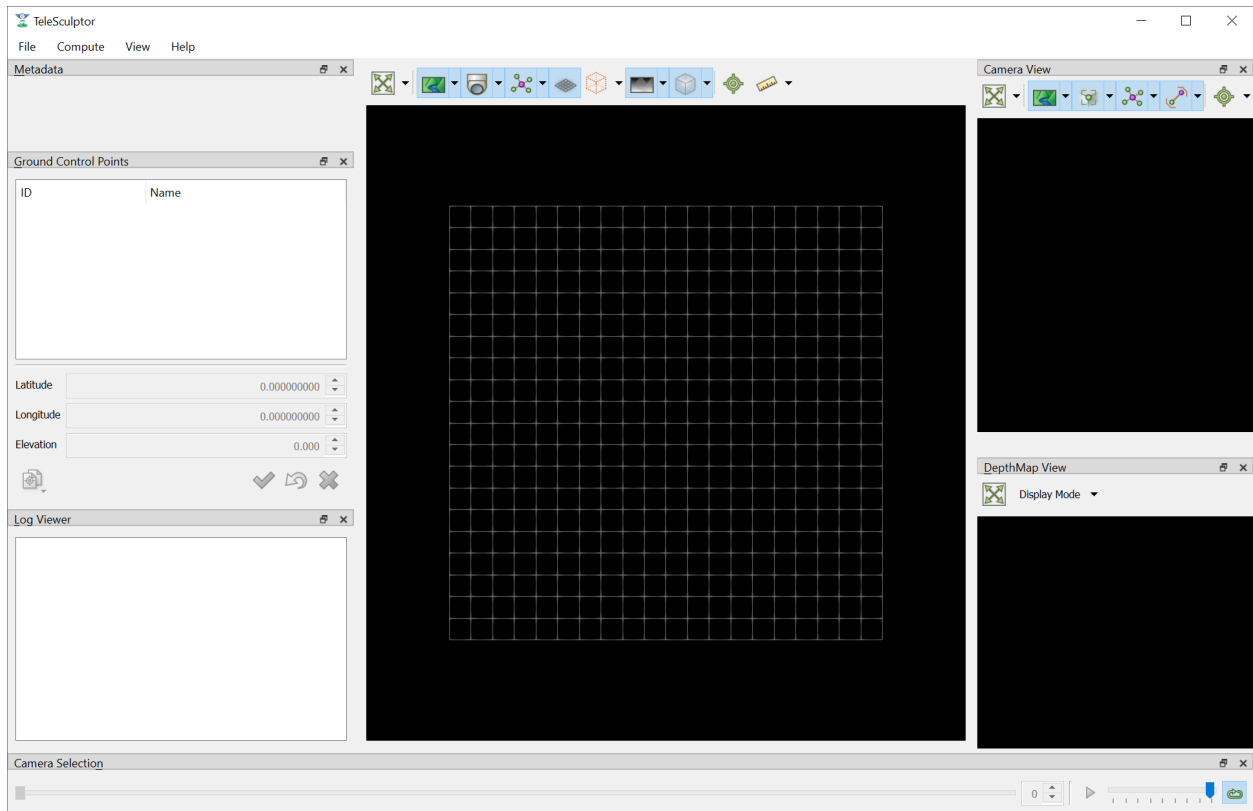 TeleSculptor
File Compute View Help
Metadata
Ground Control Points
ID Name
Latitude 0.000000000
Longitude 0.000000000
Elevation 0.000
Log Viewer
Camera View
DepthMap View
Display Mode
Camera Selection
0